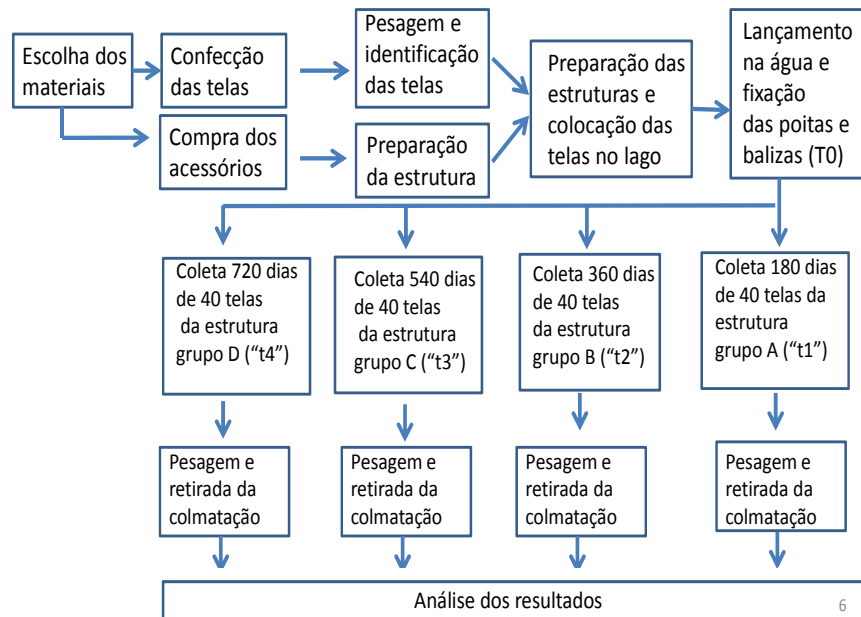 Escolha dos
materiais
Confecção
das telas
Pesagem e
identificação
das telas
Compra dos
acessórios
Preparação
da estrutura
Preparação das
estruturas e
colocação das
telas no lago
Lançamento
na água e
fixação
das poitas e
balizas (T0)
Coleta 720 dias
de 40 telas
da estrutura
grupo D (“t4”)
Coleta 540 dias
de 40 telas
da estrutura
grupo C (“t3”)
Coleta 360 dias
de 40 telas
da estrutura
grupo B (“t2”)
Coleta 180 dias
de 40 telas da
estrutura
grupo A (“t1”)
Pesagem e
retirada da
colmatação
Pesagem e
retirada da
colmatação
Pesagem e
retirada da
colmatação
Pesagem e
retirada da
colmatação
Análise dos resultados
6